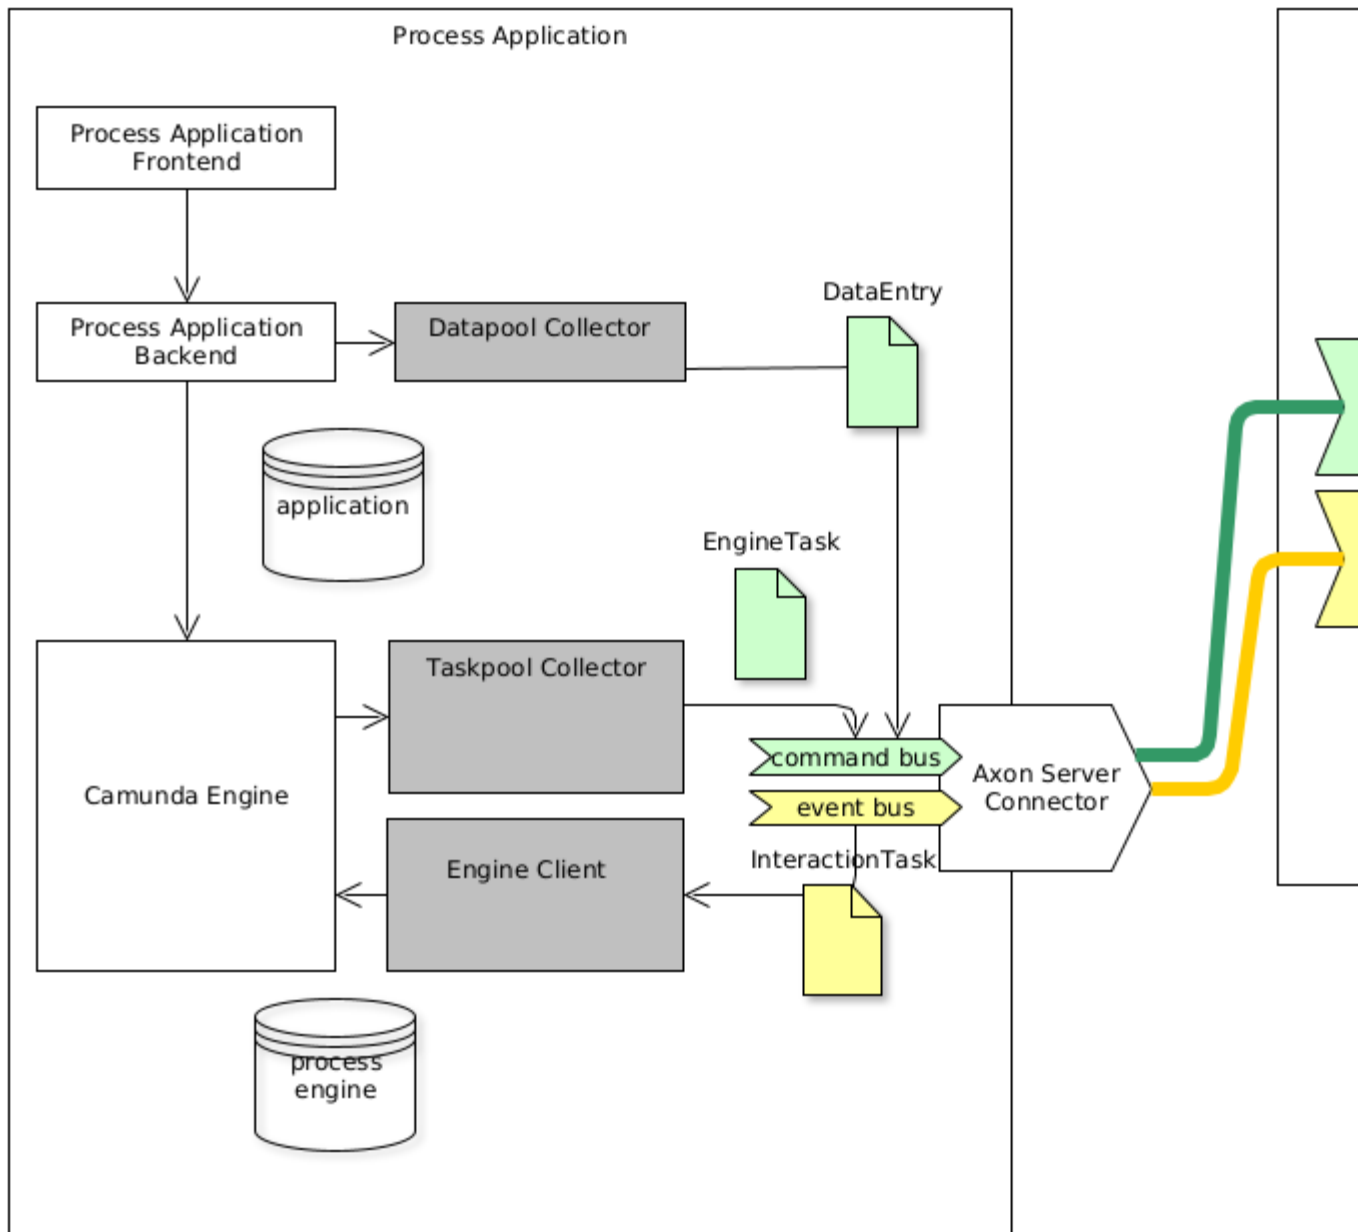 Process Application
Process Application
Frontend
DataEntry
Process Application
Backend
Datapool Collector
application
EngineTask
Taskpool Collector
command bus
Axon Server
Connector
Camunda Engine
event bus
InteractionTask
Engine Client
process
engine